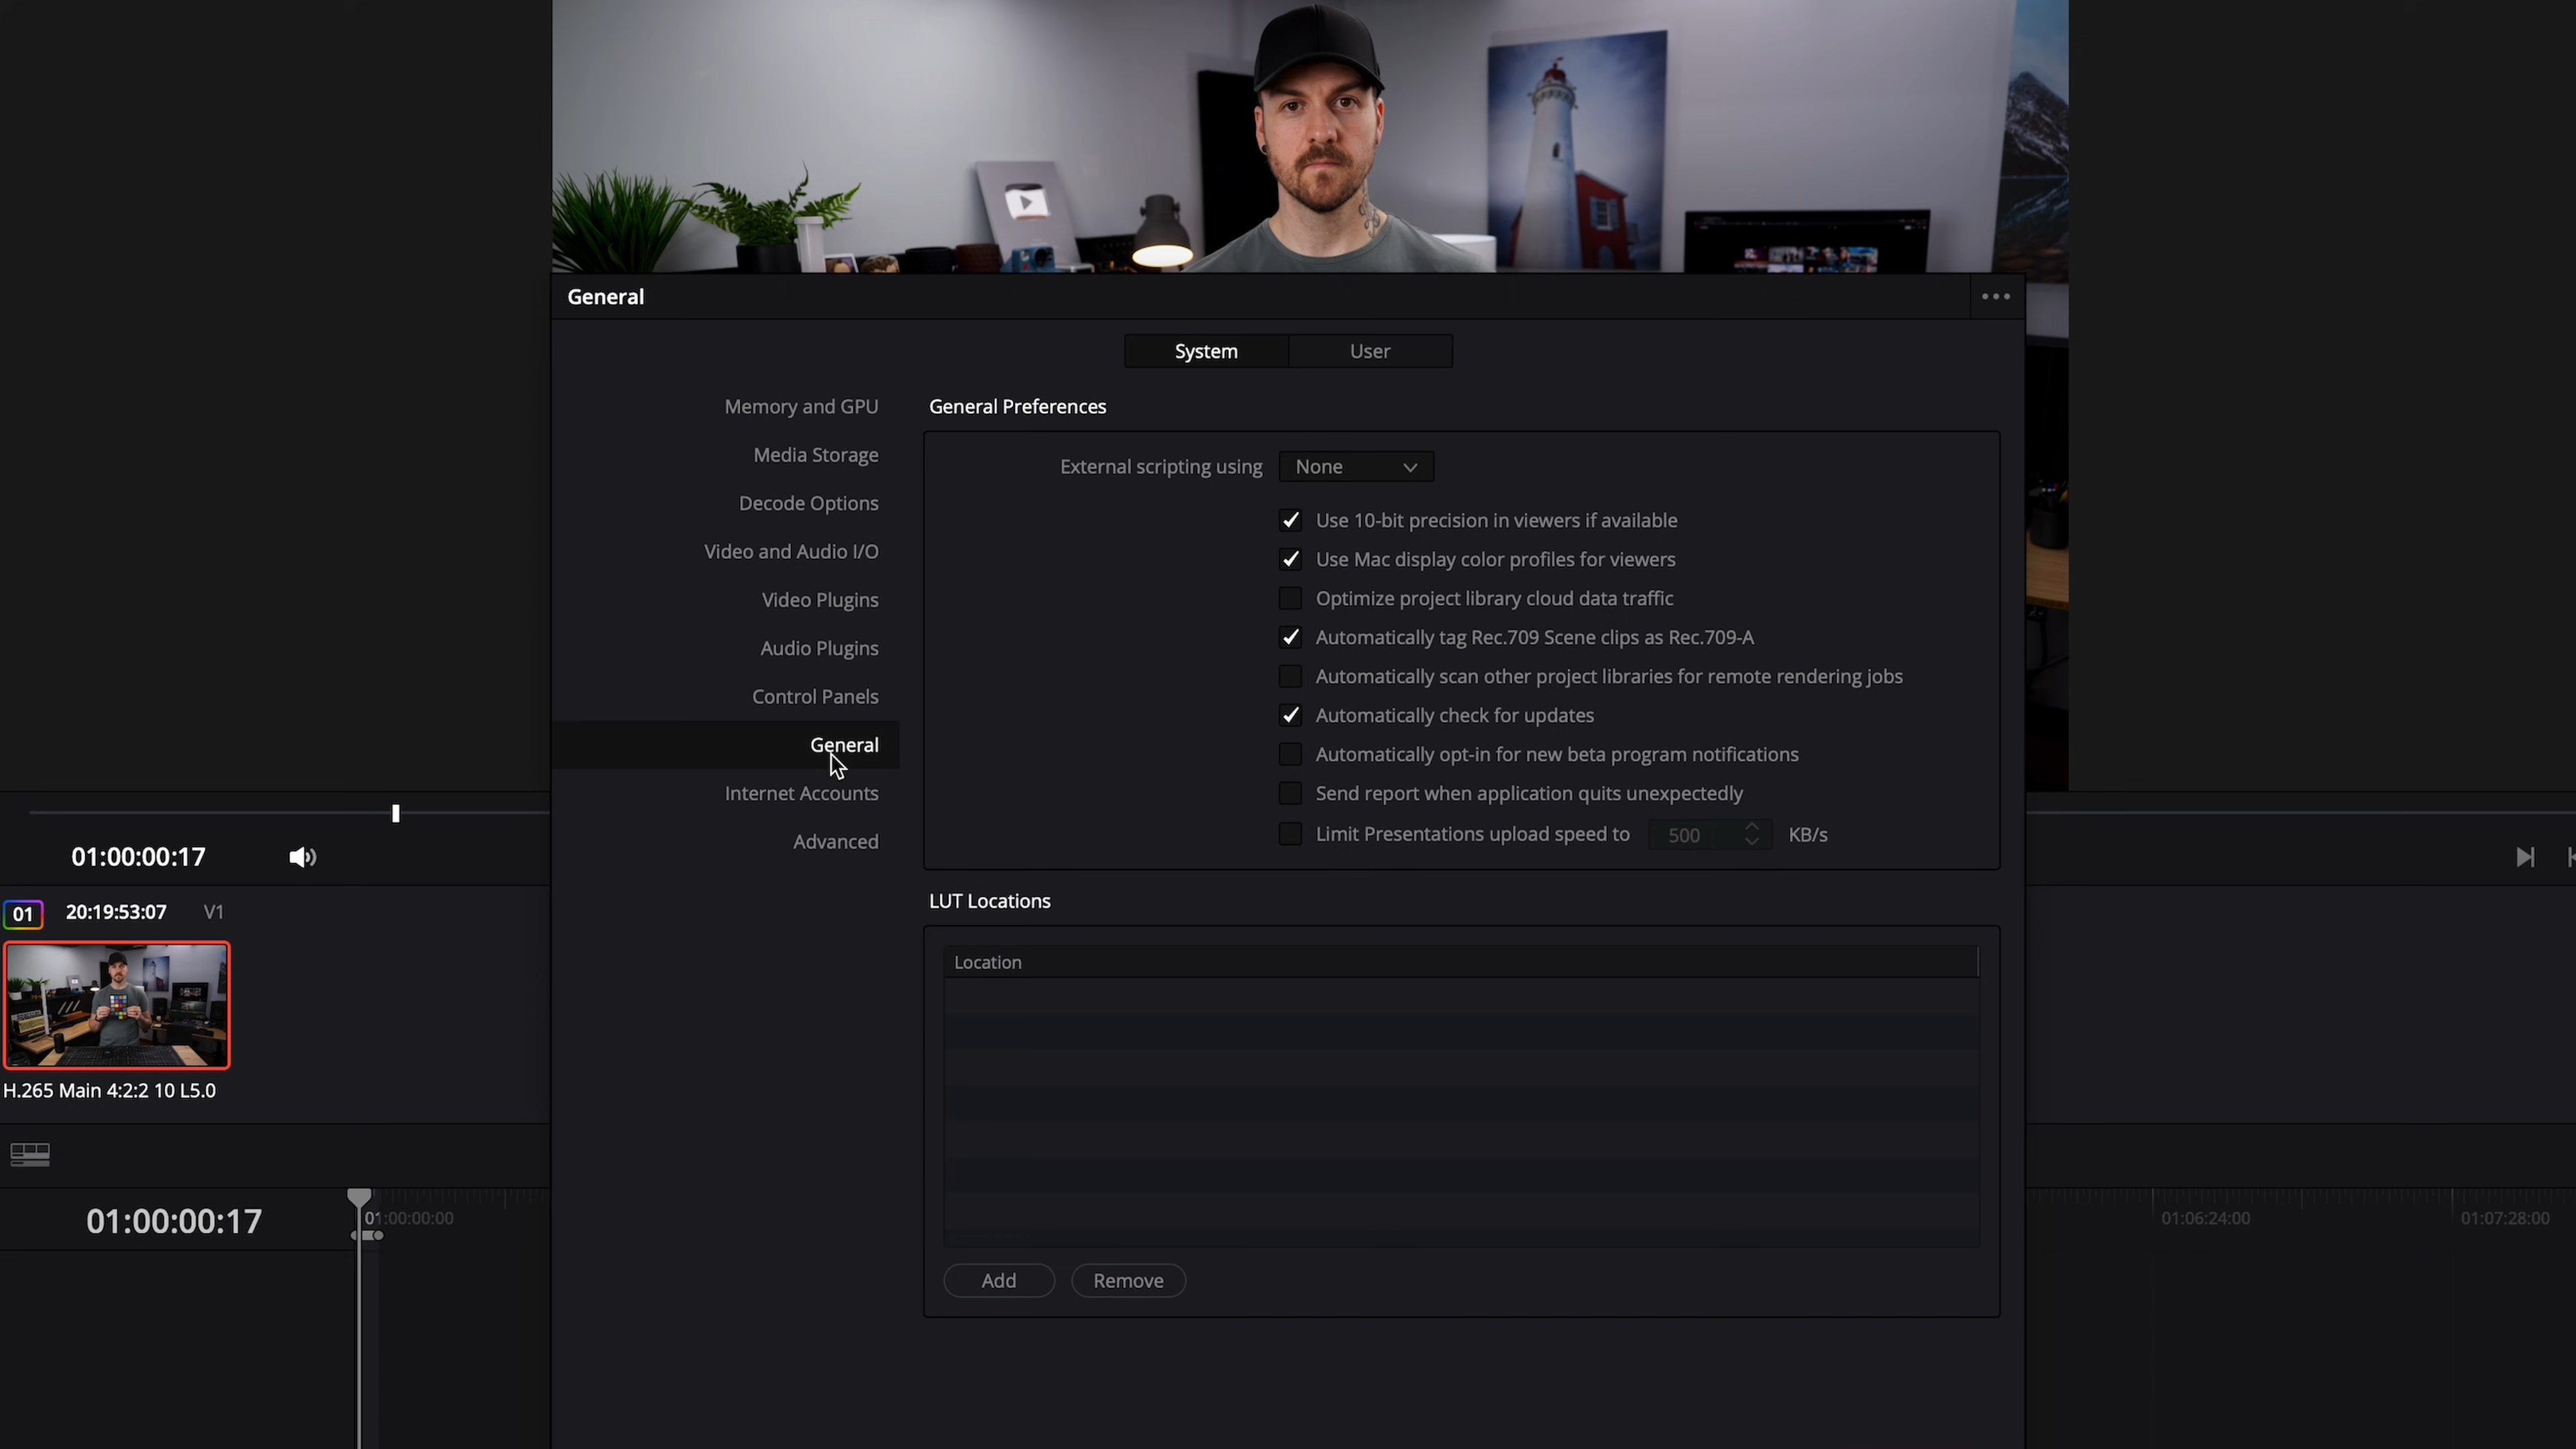 General
System
User
Memory and GPU
Media Storage
Decode Options
Video and Audio I/O
Video Plugins
Audio Plugins
Control Panels
General
Internet Accounts
Advanced
General Preferences
External scripting using None
Use 10-bit precision in viewers if available
Use Mac display color profiles for viewers
Optimize project library cloud data traffic
Automatically tag Rec.709 Scene clips as Rec.709-A
Automatically scan other project libraries for remote rendering jobs
Automatically check for updates
Automatically opt-in for new beta program notifications
Send report when application quits unexpectedly
Limit Presentations upload speed to 500 KB/s
LUT Locations
Location
Add
Remove
01:00:00:17
01 20:19:53:07 V1
H.265 Main 4:2:2 10 L5.0
01:00:00:17
01:00:00:00
01:06:24:00
01:07:28:00